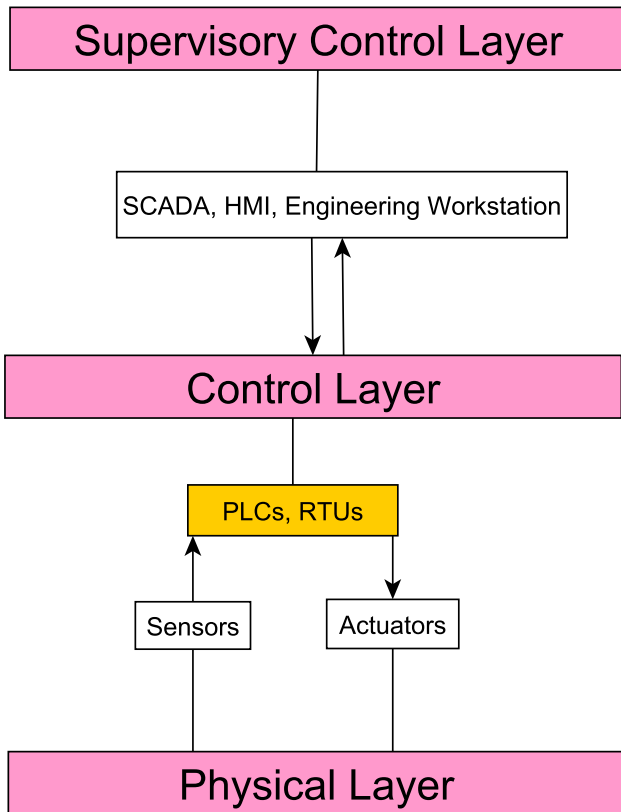 Supervisory Control Layer
SCADA, HMI, Engineering Workstation
Control Layer
PLCs, RTUs
Sensors
Actuators
Physical Layer